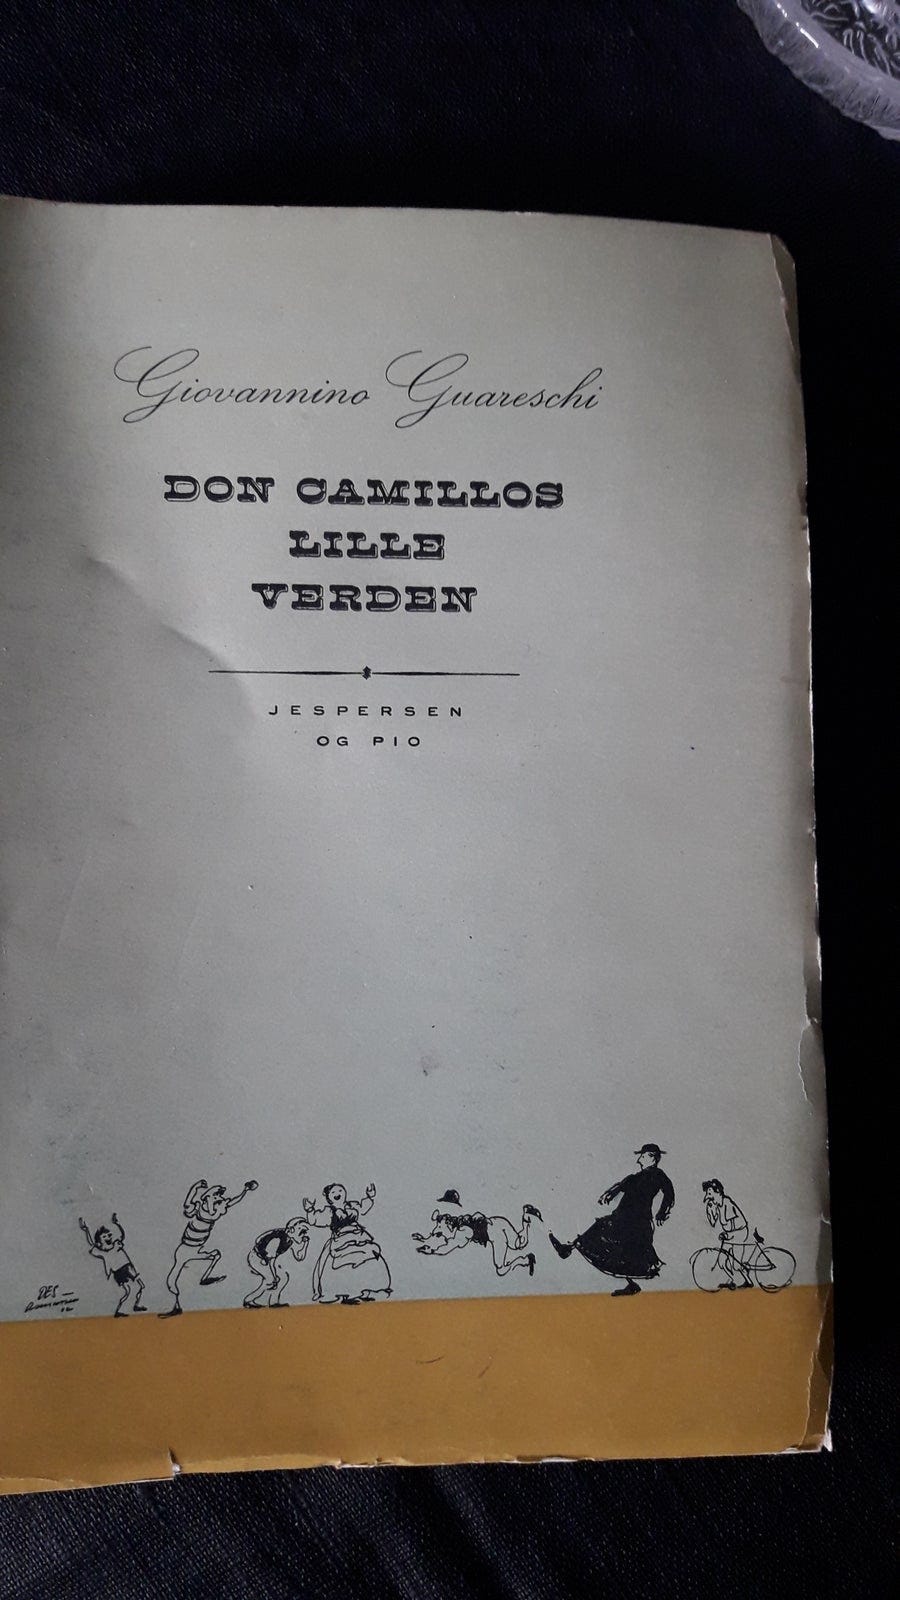 Giovannino Guareschi
DON CAMILLOS
LILLE
VERDEN
JESPERSEN
OG PIO